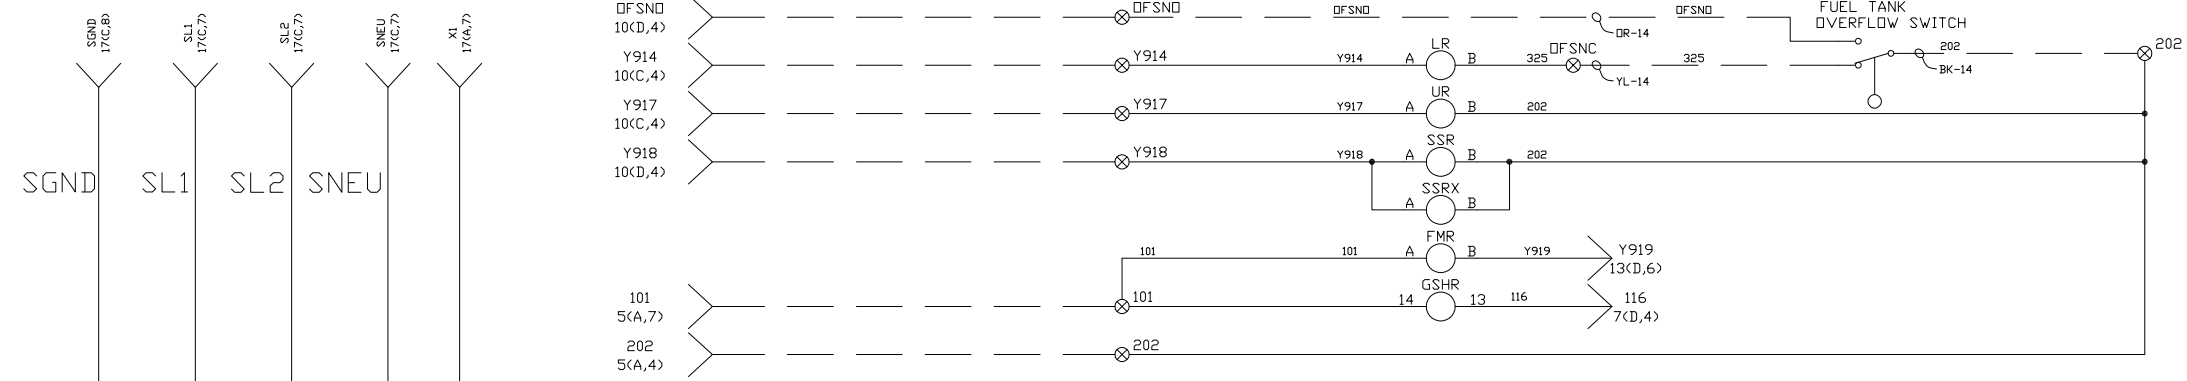 SGND
17(C,8)
SL1
17(C,7)
SL2
17(C,7)
SNEU
17(C,7)
X1
17(A,7)
SGND SL1 SL2 SNEU
OFSNO
10(D,4)
OFSNO OFSNO OFSNO
OR-14
FUEL TANK
OVERFLOW SWITCH
Y914
10(C,4)
Y914 Y914 A LR B 325 OFSNC 325
YL-14
202
BK-14
202
Y917
10(C,4)
Y917 Y917 A UR B 202
Y918
10(D,4)
Y918 Y918 A SSR B 202
A SSRX B
101 101 A FMR B Y919 Y919
13(D,6)
101
5(A,7)
101 14 GSHR 13 116 116
7(D,4)
202
5(A,4)
202